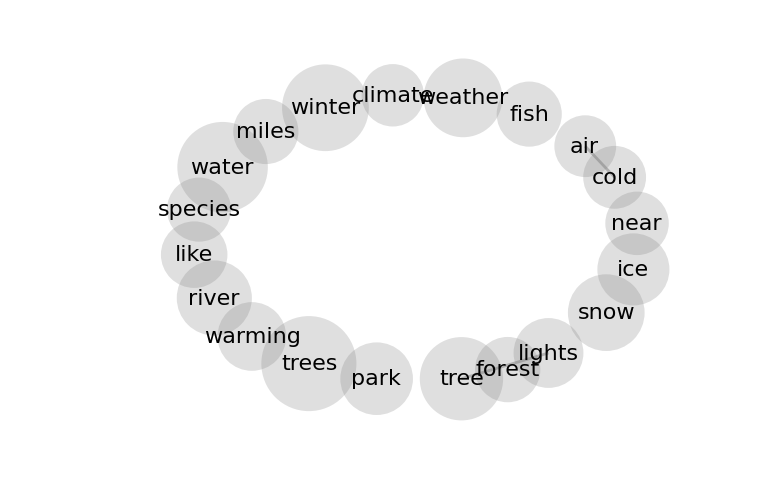 climate
weather
winter
fish
miles
air
water
cold
species
near
like
ice
river
snow
warming
lights
trees
forest
park
tree